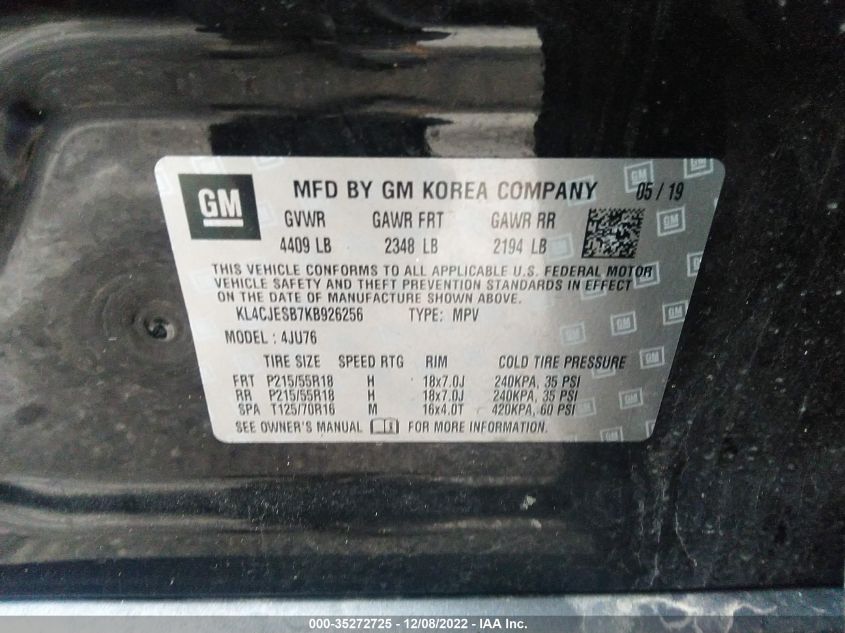 GM MFD BY GM KOREA COMPANY 05/19
GVWR GAWR FRT GAWR RR
4409 LB 2348 LB 2194 LB
THIS VEHICLE CONFORMS TO ALL APPLICABLE U.S. FEDERAL MOTOR
VEHICLE SAFETY AND THEFT PREVENTION STANDARDS IN EFFECT
ON THE DATE OF MANUFACTURE SHOWN ABOVE.
KL4CJESB7KB926256 TYPE: MPV
MODEL: 4JU76
TIRE SIZE SPEED RTG RIM COLD TIRE PRESSURE
FRT P215/55R18 H 18x7.0J 240KPA, 35 PSI
RR P215/55R18 H 18x7.0J 240KPA, 35 PSI
SPA T125/70R16 M 16x4.0T 420KPA, 60 PSI
SEE OWNER'S MANUAL FOR MORE INFORMATION.
000-35272725 - 12/08/2022 - IAA Inc.